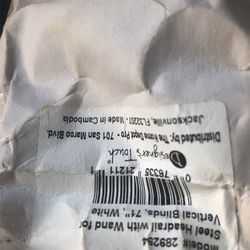 Model#: 289294
Steel Headrail with Wand for
Vertical Blinds, 74", White
0 76335 21211 1
Designer's Touch™
Distributed by: The Home Depot Pro · 701 San Marco Blvd.
Jacksonville, FL 32207 · Made in Cambodia